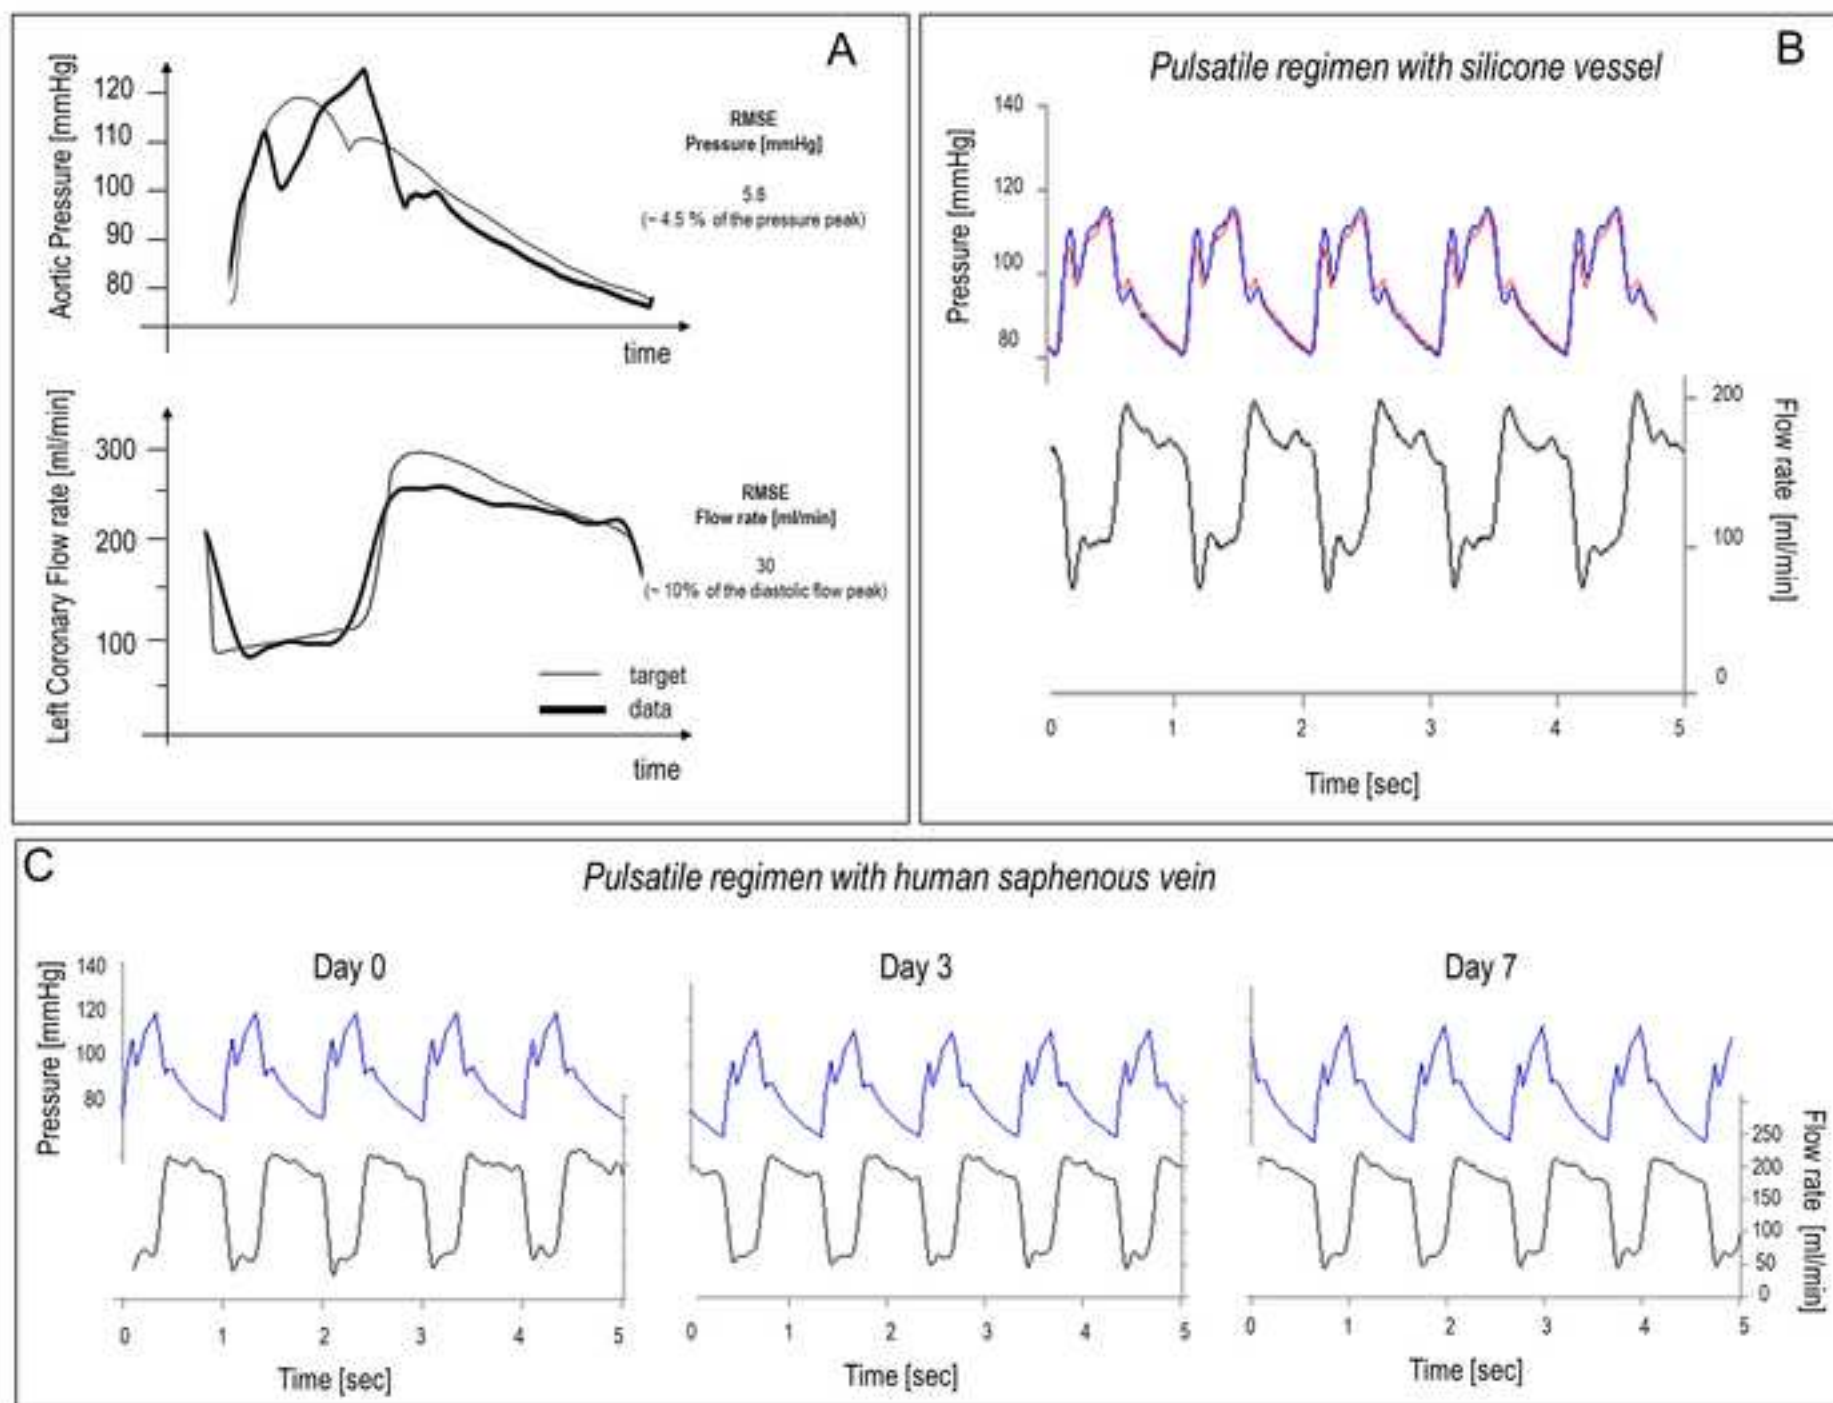 A
Aortic Pressure [mmHg]
120
110
100
90
80
time
RMSE
Pressure [mmHg]
5.8
(~ 4.5 % of the pressure peak)
Left Coronary Flow rate [ml/min]
300
200
100
time
RMSE
Flow rate [ml/min]
30
(~ 10% of the diastolic flow peak)
target
data
B
Pulsatile regimen with silicone vessel
Pressure [mmHg]
140
120
100
80
200
100
0
Flow rate [ml/min]
0 1 2 3 4 5
Time [sec]
C
Pulsatile regimen with human saphenous vein
Day 0
Day 3
Day 7
Pressure [mmHg]
140
120
100
80
250
200
150
100
50
0
Flow rate [ml/min]
0 1 2 3 4 5
Time [sec]
0 1 2 3 4 5
Time [sec]
0 1 2 3 4 5
Time [sec]